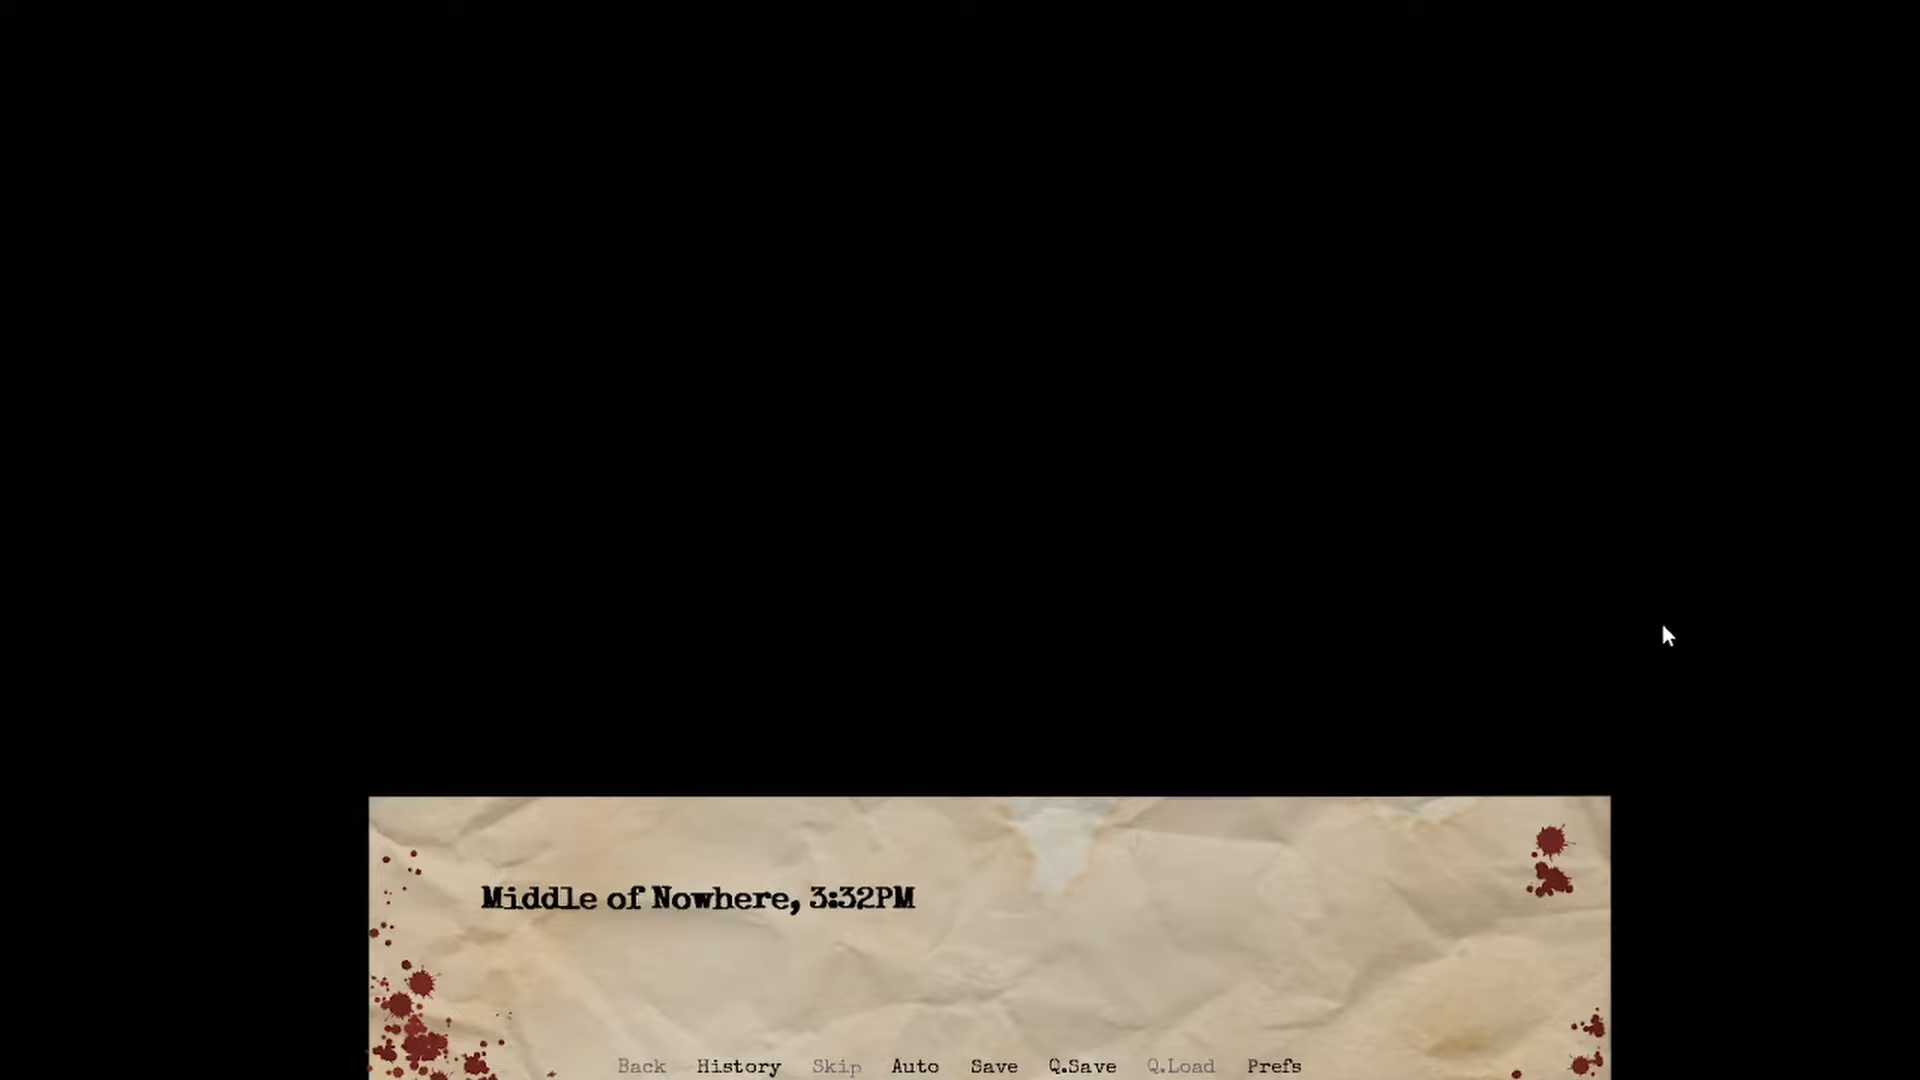 Middle of Nowhere, 3:32PM
Back History Skip Auto Save Q.Save Q.Load Prefs